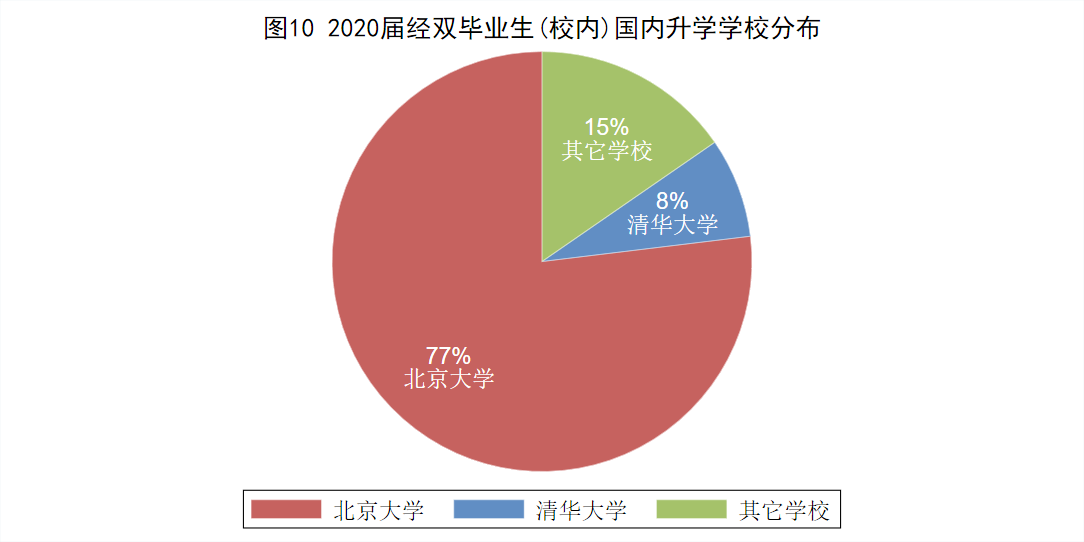 图10 2020届经双毕业生(校内)国内升学学校分布
15%
其它学校
8%
清华大学
77%
北京大学
北京大学 清华大学 其它学校